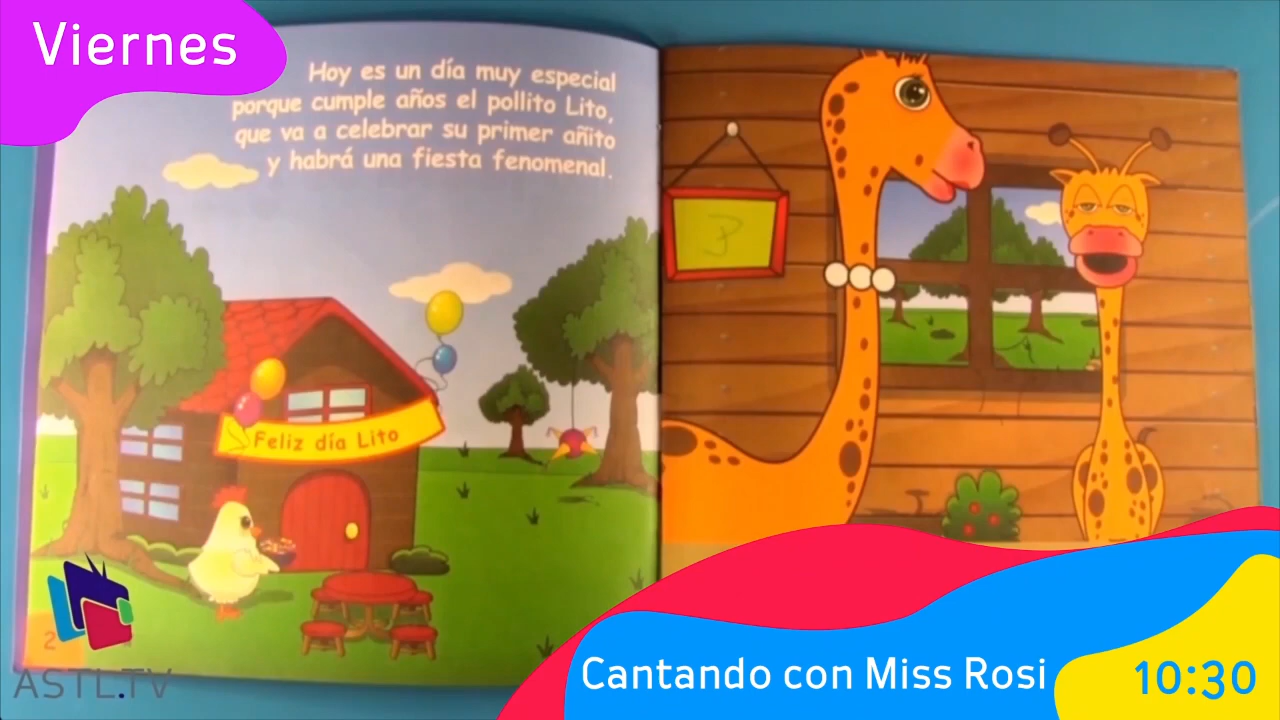 Viernes
Hoy es un día muy especial
porque cumple años el pollito Lito,
que va a celebrar su primer añito
y habrá una fiesta fenomenal.
Feliz día Lito
2
ASTL.TV
Cantando con Miss Rosi
10:30